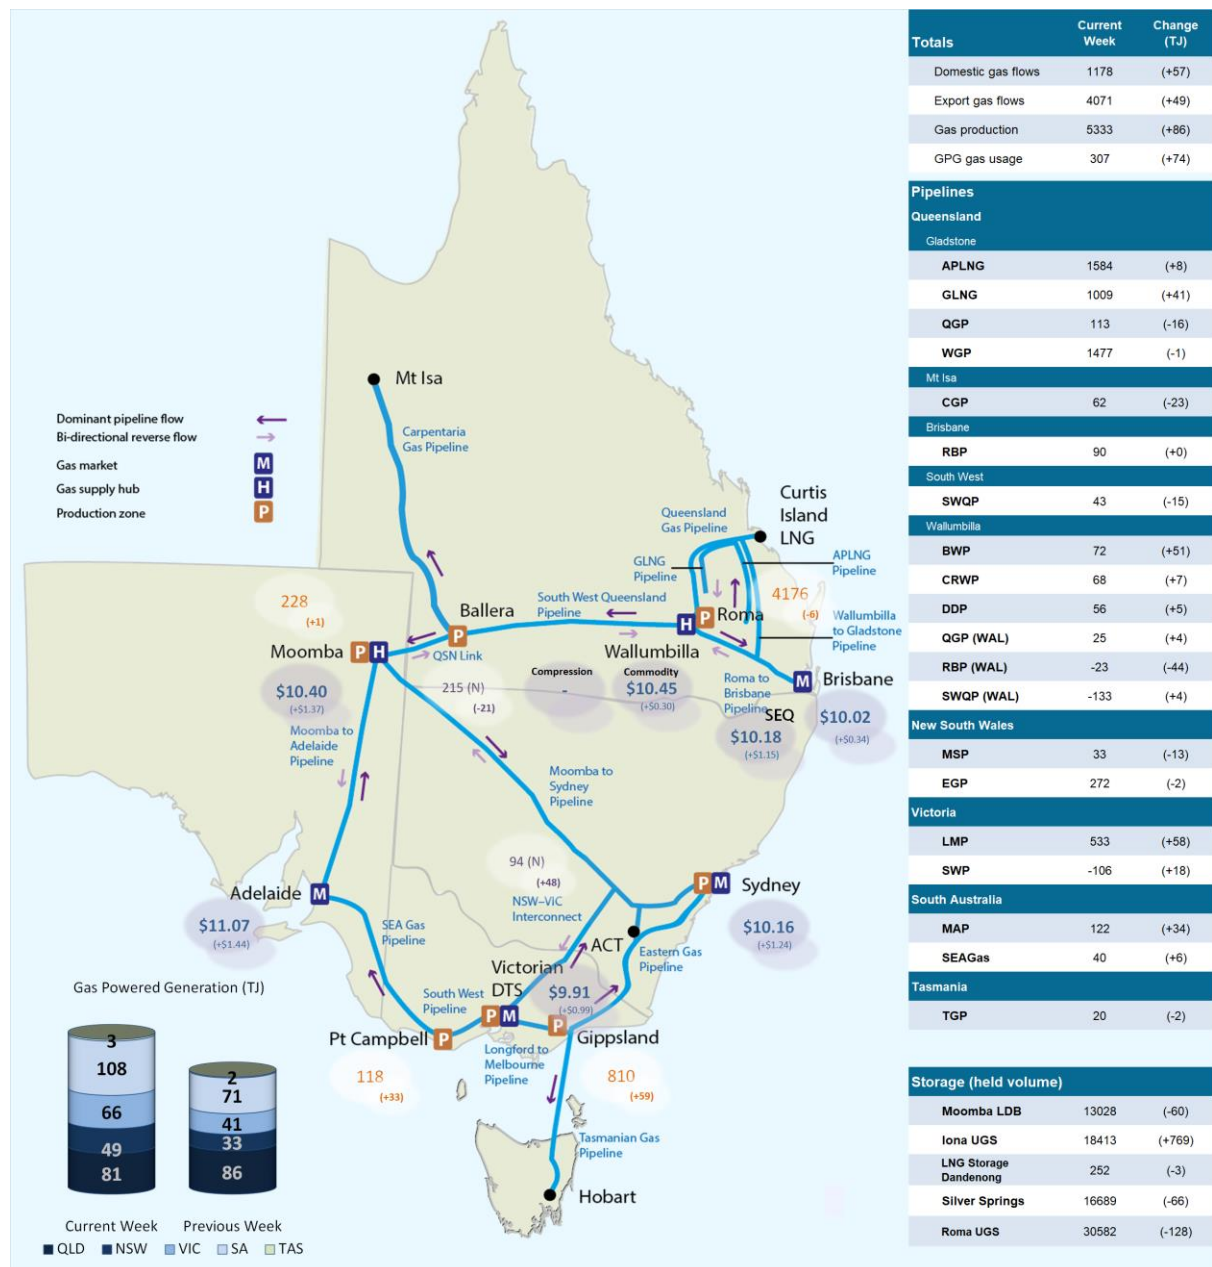 Mt Isa
Dominant pipeline flow
Bi-directional reverse flow
Gas market
M
Gas supply hub
H
Production zone
P
Carpentaria
Gas Pipeline
Curtis
Island
LNG
Queensland
Gas Pipeline
GLNG
Pipeline
APLNG
Pipeline
228
(+1)
4176
(-6)
Ballera
P
South West Queensland
Pipeline
H
P
Roma
Wallumbilla
Wallumbilla
to Gladstone
Pipeline
Moomba
P
H
QSN Link
Roma to
Brisbane
Pipeline
M
Brisbane
$10.40
(+$1.37)
215 (N)
(-21)
Compression
-
Commodity
$10.45
(+$0.30)
SEQ
$10.18
(+$1.15)
$10.02
(+$0.34)
Moomba to
Adelaide
Pipeline
Moomba to
Sydney
Pipeline
94 (N)
(+48)
NSW–VIC
Interconnect
Adelaide
M
P
M
Sydney
$11.07
(+$1.44)
$10.16
(+$1.24)
SEA Gas
Pipeline
ACT
Eastern Gas
Pipeline
Victorian
DTS
South West
Pipeline
$9.91
(+$0.99)
P
M
P
Gippsland
Pt Campbell
P
Longford to
Melbourne
Pipeline
118
(+33)
810
(+59)
Tasmanian Gas
Pipeline
Hobart
Gas Powered Generation (TJ)
3
108
66
49
81
2
71
41
33
86
Current Week
Previous Week
QLD
NSW
VIC
SA
TAS
Totals Current Week Change (TJ)
Domestic gas flows 1178 (+57)
Export gas flows 4071 (+49)
Gas production 5333 (+86)
GPG gas usage 307 (+74)
Pipelines
Queensland
Gladstone
APLNG 1584 (+8)
GLNG 1009 (+41)
QGP 113 (-16)
WGP 1477 (-1)
Mt Isa
CGP 62 (-23)
Brisbane
RBP 90 (+0)
South West
SWQP 43 (-15)
Wallumbilla
BWP 72 (+51)
CRWP 68 (+7)
DDP 56 (+5)
QGP (WAL) 25 (+4)
RBP (WAL) -23 (-44)
SWQP (WAL) -133 (+4)
New South Wales
MSP 33 (-13)
EGP 272 (-2)
Victoria
LMP 533 (+58)
SWP -106 (+18)
South Australia
MAP 122 (+34)
SEAGas 40 (+6)
Tasmania
TGP 20 (-2)
Storage (held volume)
Moomba LDB 13028 (-60)
Iona UGS 18413 (+769)
LNG Storage
Dandenong 252 (-3)
Silver Springs 16689 (-66)
Roma UGS 30582 (-128)